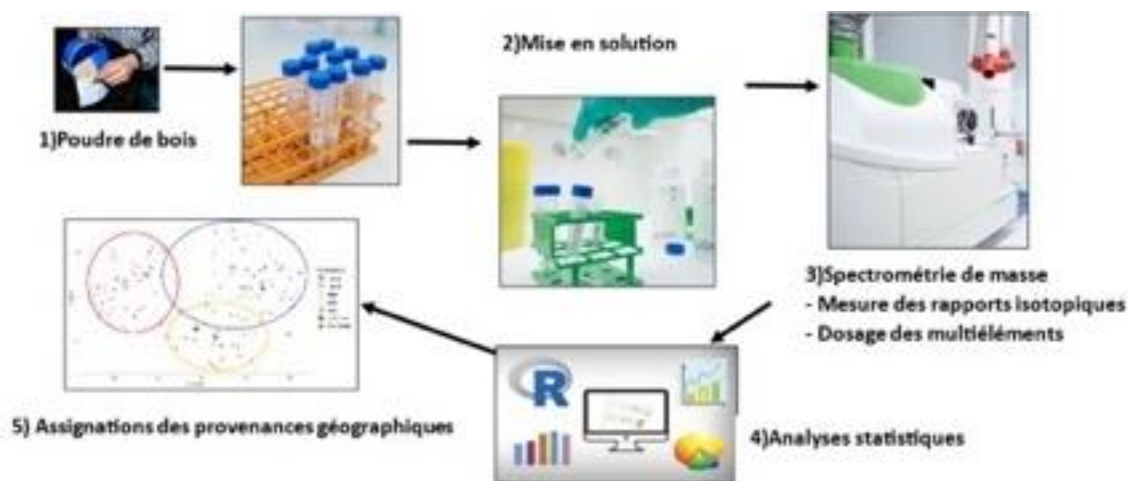 1)Poudre de bois
2)Mise en solution
3)Spectrométrie de masse
- Mesure des rapports isotopiques
- Dosage des multiéléments
R
4)Analyses statistiques
5) Assignations des provenances géographiques